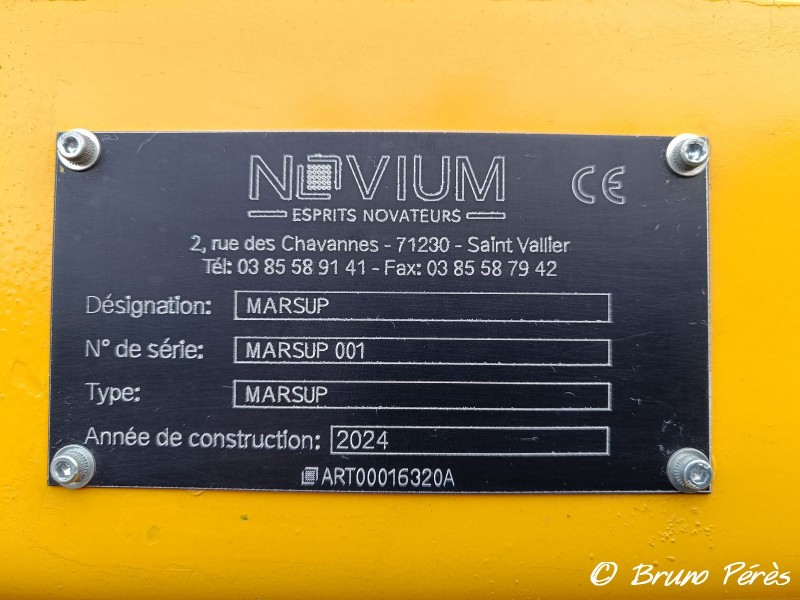 NOVIUM
CE
ESPRITS NOVATEURS
2, rue des Chavannes - 71230 - Saint Vallier
Tél: 03 85 58 91 41 - Fax: 03 85 58 79 42
Désignation: MARSUP
N° de série: MARSUP 001
Type: MARSUP
Année de construction: 2024
ART00016320A
© Bruno Pérès